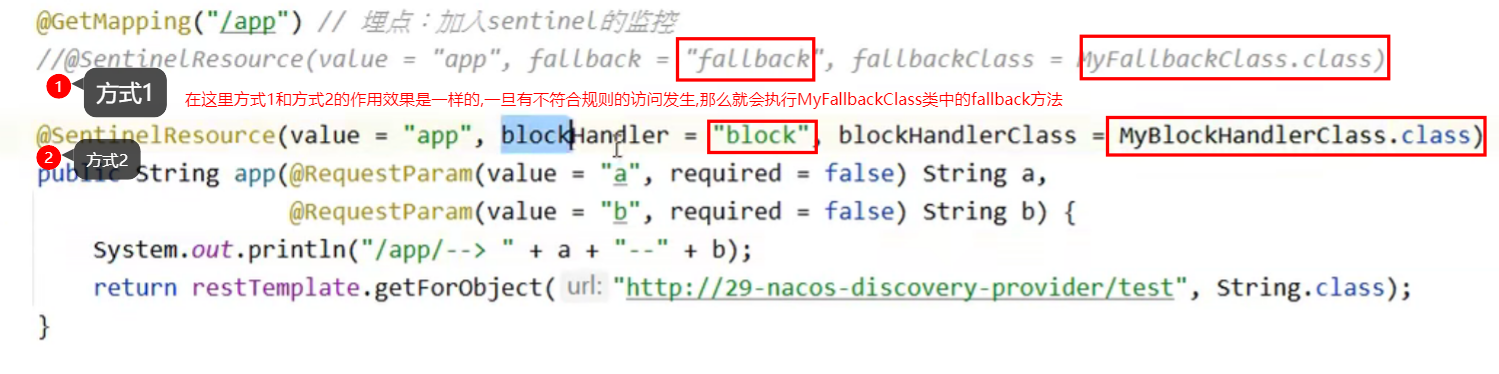 @GetMapping("/app") // 埋点：加入sentinel的监控
//@SentinelResource(value = "app", fallback = "fallback", fallbackClass = MyFallbackClass.class)
1 方式1
在这里方式1和方式2的作用效果是一样的,一旦有不符合规则的访问发生,那么就会执行MyFallbackClass类中的fallback方法
@SentinelResource(value = "app", blockHandler = "block", blockHandlerClass = MyBlockHandlerClass.class)
2 方式2
public String app(@RequestParam(value = "a", required = false) String a,
@RequestParam(value = "b", required = false) String b) {
System.out.println("/app/--> " + a + "--" + b);
return restTemplate.getForObject( url: "http://29-nacos-discovery-provider/test", String.class);
}